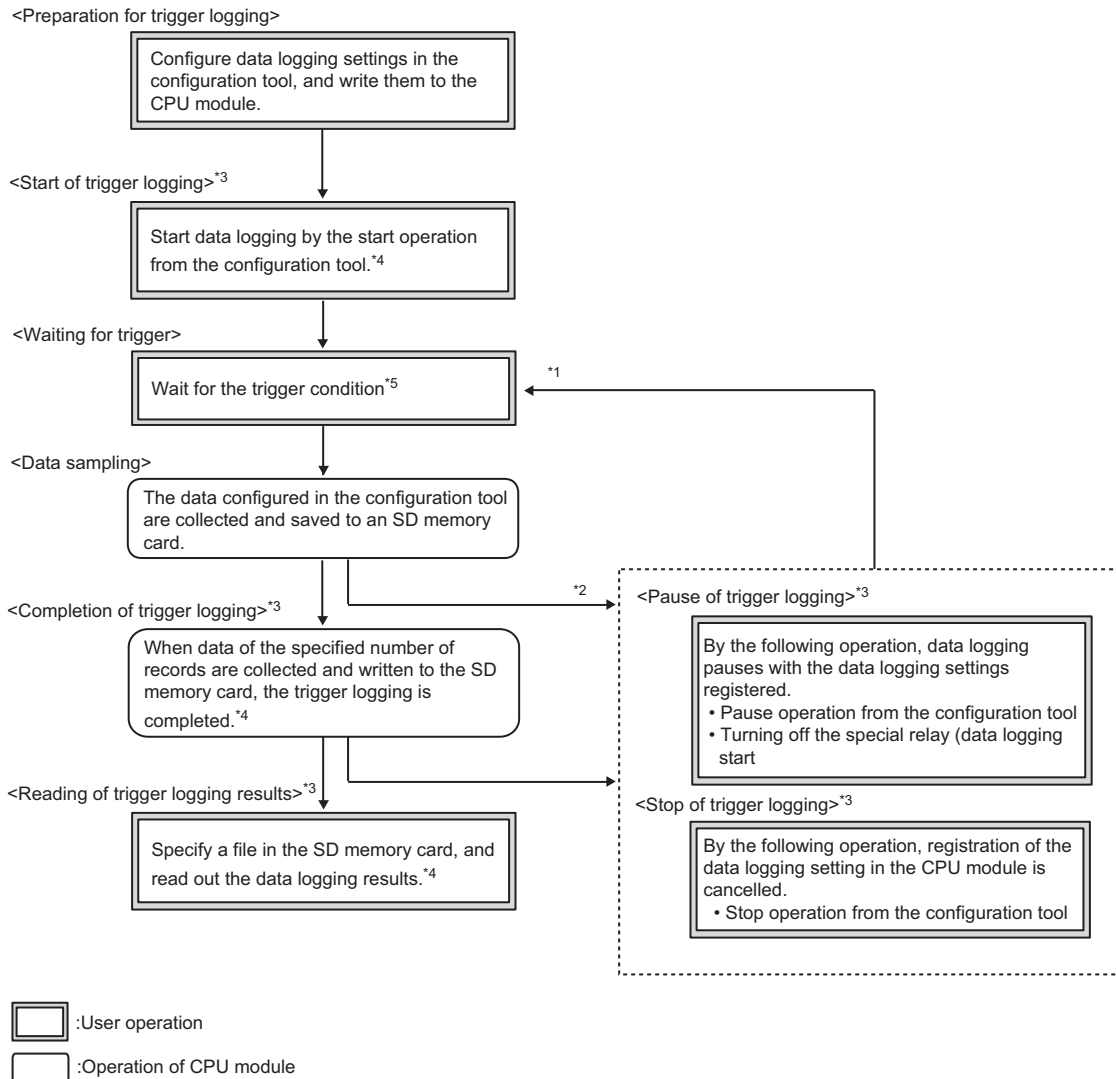 <Preparation for trigger logging>
Configure data logging settings in the
configuration tool, and write them to the
CPU module.
<Start of trigger logging>*3
Start data logging by the start operation
from the configuration tool.*4
<Waiting for trigger>
Wait for the trigger condition*5
*1
<Data sampling>
The data configured in the configuration tool
are collected and saved to an SD memory
card.
*2
<Completion of trigger logging>*3
When data of the specified number of
records are collected and written to the SD
memory card, the trigger logging is
completed.*4
<Reading of trigger logging results>*3
Specify a file in the SD memory card, and
read out the data logging results.*4
<Pause of trigger logging>*3
By the following operation, data logging
pauses with the data logging settings
registered.
• Pause operation from the configuration tool
• Turning off the special relay (data logging
start
<Stop of trigger logging>*3
By the following operation, registration of the
data logging setting in the CPU module is
cancelled.
• Stop operation from the configuration tool
:User operation
:Operation of CPU module